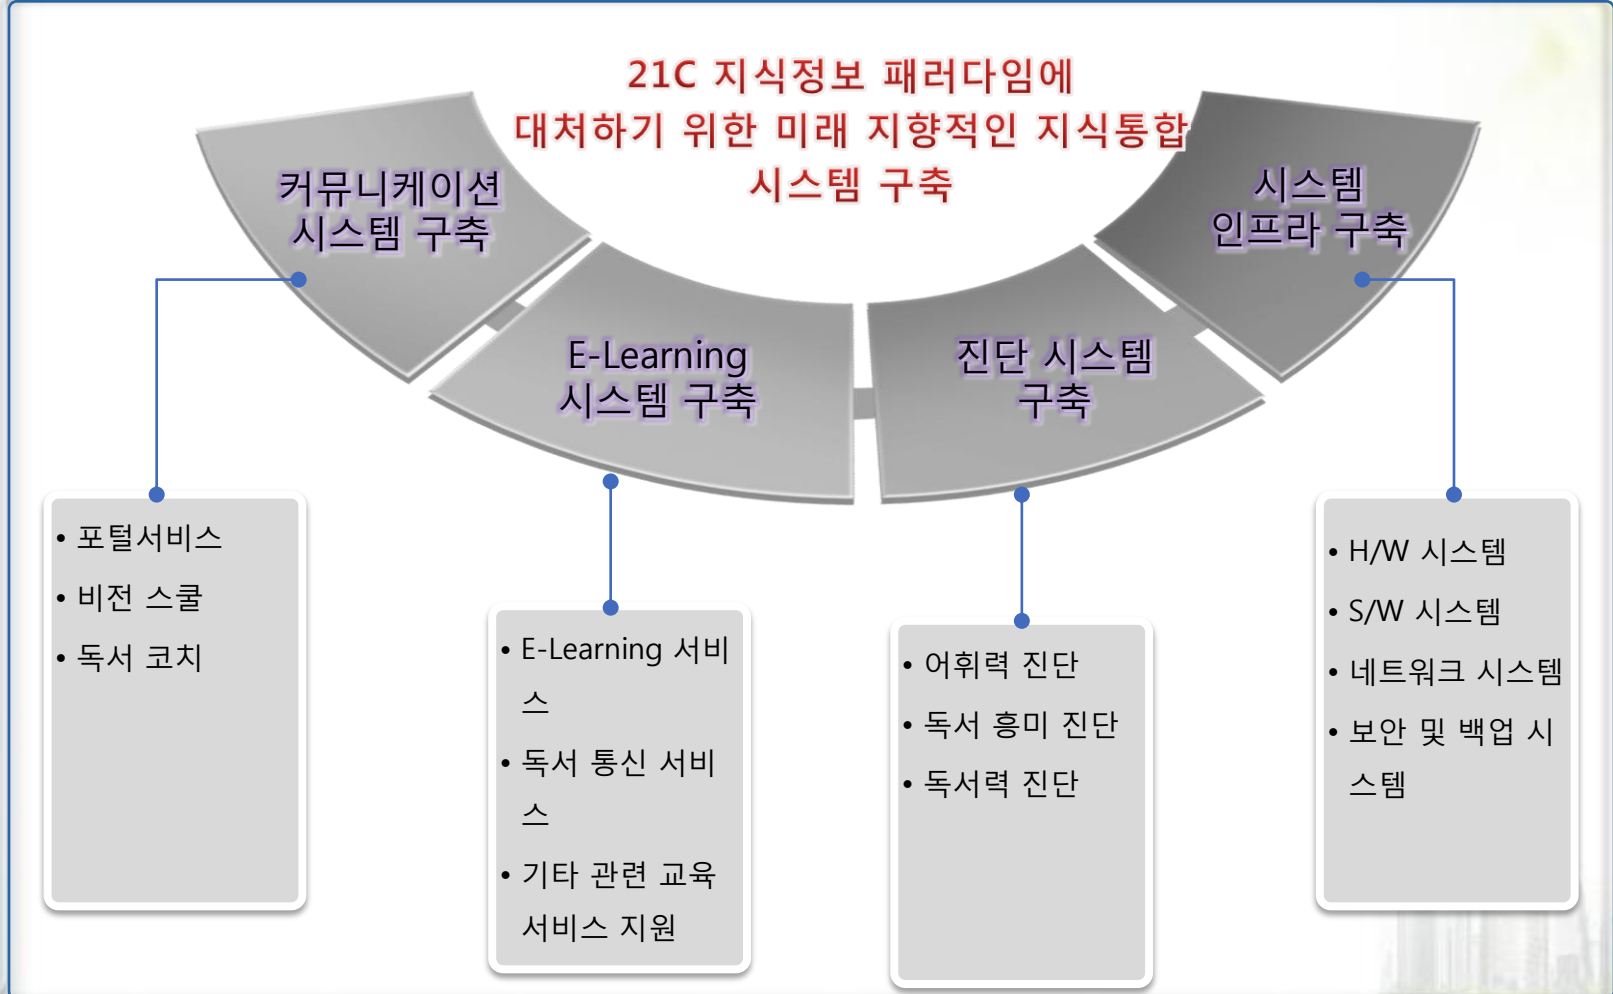 21C 지식정보 패러다임에
대처하기 위한 미래 지향적인 지식통합
시스템 구축
커뮤니케이션
시스템 구축
E-Learning
시스템 구축
진단 시스템
구축
시스템
인프라 구축
• 포털서비스
• 비전 스쿨
• 독서 코치
• E-Learning 서비
스
• 독서 통신 서비
스
• 기타 관련 교육
서비스 지원
• 어휘력 진단
• 독서 흥미 진단
• 독서력 진단
• H/W 시스템
• S/W 시스템
• 네트워크 시스템
• 보안 및 백업 시
스템